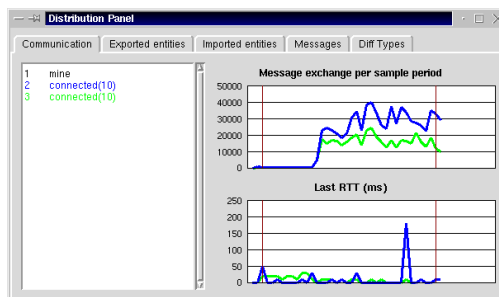 Distribution Panel
Communication Exported entities Imported entities Messages Diff Types
1 mine
2 connected(10)
3 connected(10)
Message exchange per sample period
50000
40000
30000
20000
10000
0
Last RTT (ms)
250
200
150
100
50
0